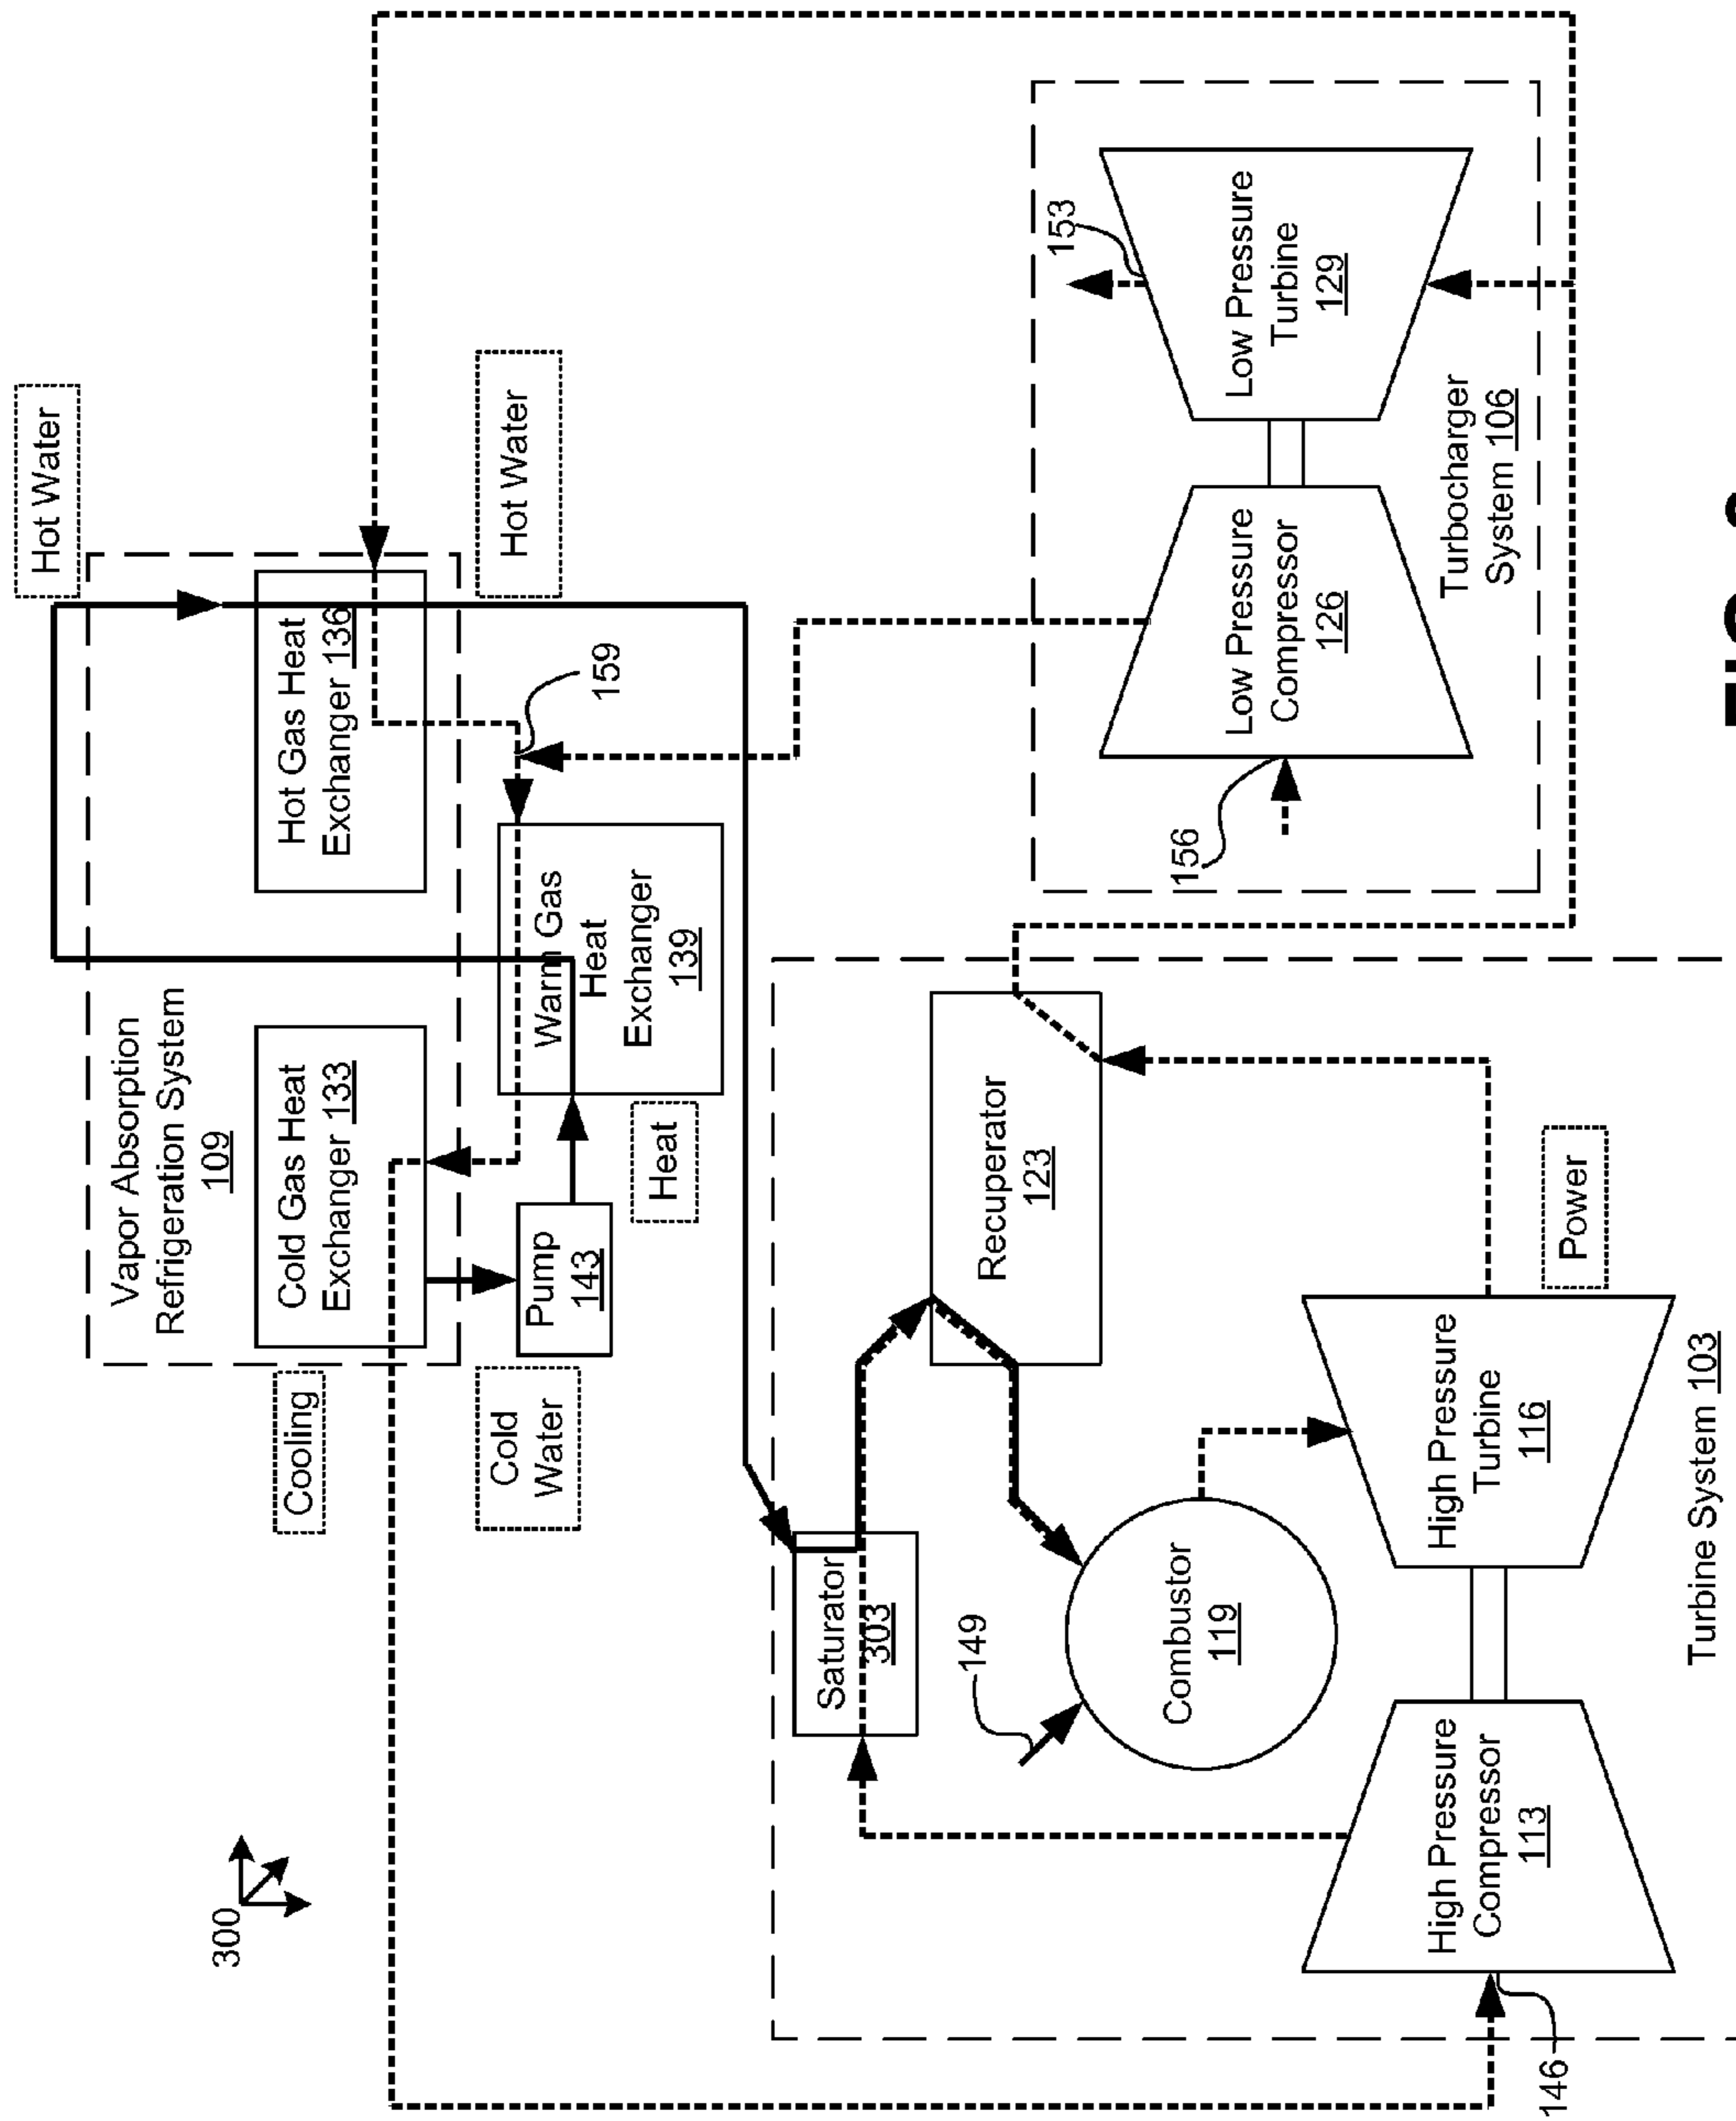 300
Vapor Absorption
Refrigeration System
109
Cold Gas Heat
Exchanger 133
Hot Gas Heat
Exchanger 136
Hot Water
Hot Water
Cooling
Cold
Water
Pump
143
Heat
Warm Gas
Heat
Exchanger
139
159
Saturator
303
Recuperator
123
149
Combustor
119
High Pressure
Compressor
113
High Pressure
Turbine
116
Power
146
Turbine System 103
156
Low Pressure
Compressor
126
153
Low Pressure
Turbine
129
Turbocharger
System 106